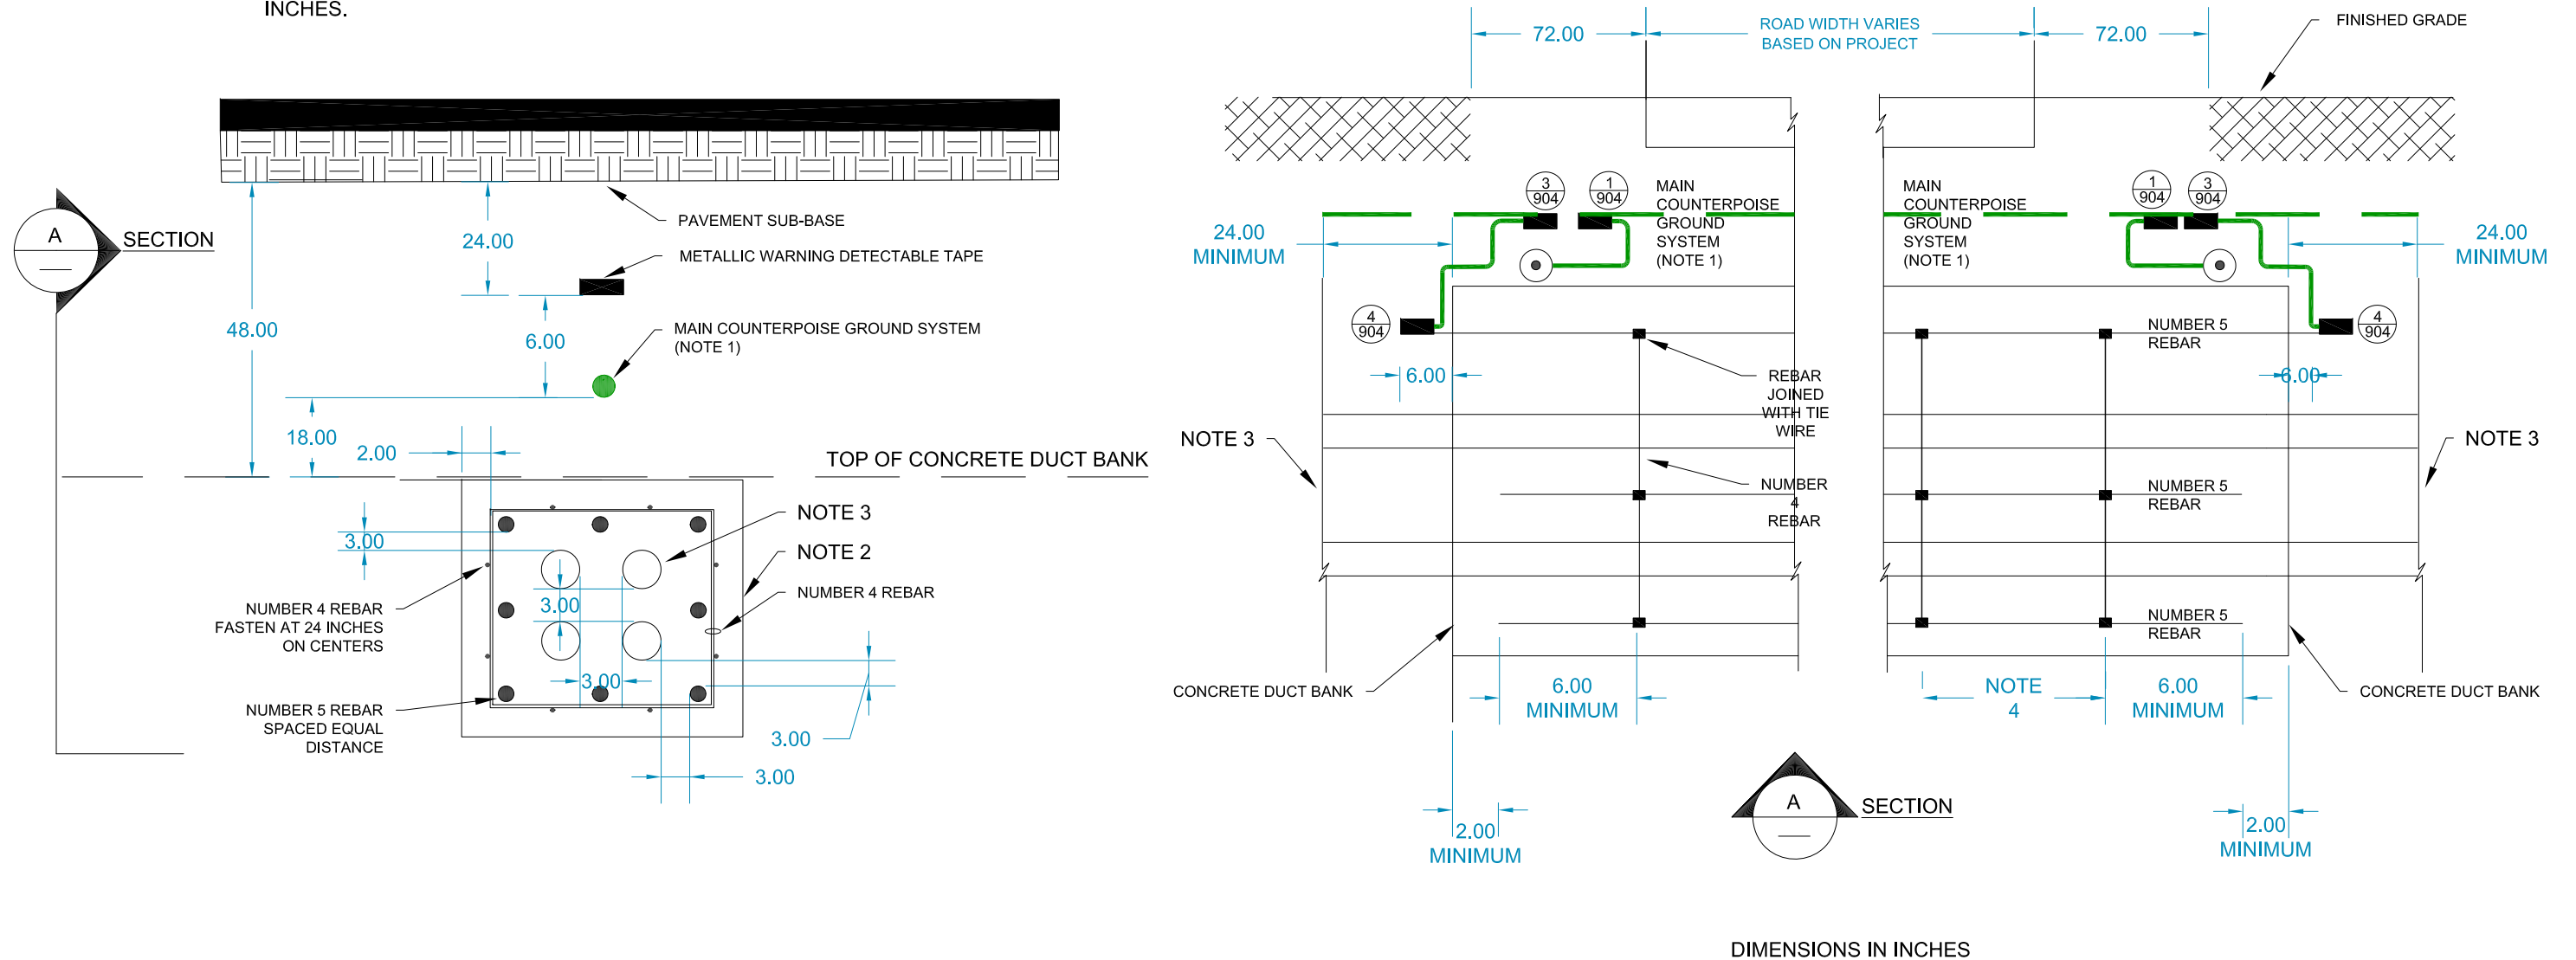 INCHES.
A
SECTION
48.00
24.00
6.00
18.00
2.00
PAVEMENT SUB-BASE
METALLIC WARNING DETECTABLE TAPE
MAIN COUNTERPOISE GROUND SYSTEM
(NOTE 1)
TOP OF CONCRETE DUCT BANK
3.00
3.00
3.00
3.00
3.00
NOTE 3
NOTE 2
NUMBER 4 REBAR
NUMBER 4 REBAR
FASTEN AT 24 INCHES
ON CENTERS
NUMBER 5 REBAR
SPACED EQUAL
DISTANCE
72.00
ROAD WIDTH VARIES
BASED ON PROJECT
72.00
FINISHED GRADE
3
904
1
904
MAIN
COUNTERPOISE
GROUND
SYSTEM
(NOTE 1)
MAIN
COUNTERPOISE
GROUND
SYSTEM
(NOTE 1)
1
904
3
904
24.00
MINIMUM
24.00
MINIMUM
4
904
4
904
6.00
6.00
NUMBER 5
REBAR
REBAR
JOINED
WITH TIE
WIRE
NOTE 3
NOTE 3
NUMBER
4
REBAR
NUMBER 5
REBAR
NUMBER 5
REBAR
CONCRETE DUCT BANK
6.00
MINIMUM
NOTE
4
6.00
MINIMUM
CONCRETE DUCT BANK
2.00
MINIMUM
A
SECTION
2.00
MINIMUM
DIMENSIONS IN INCHES